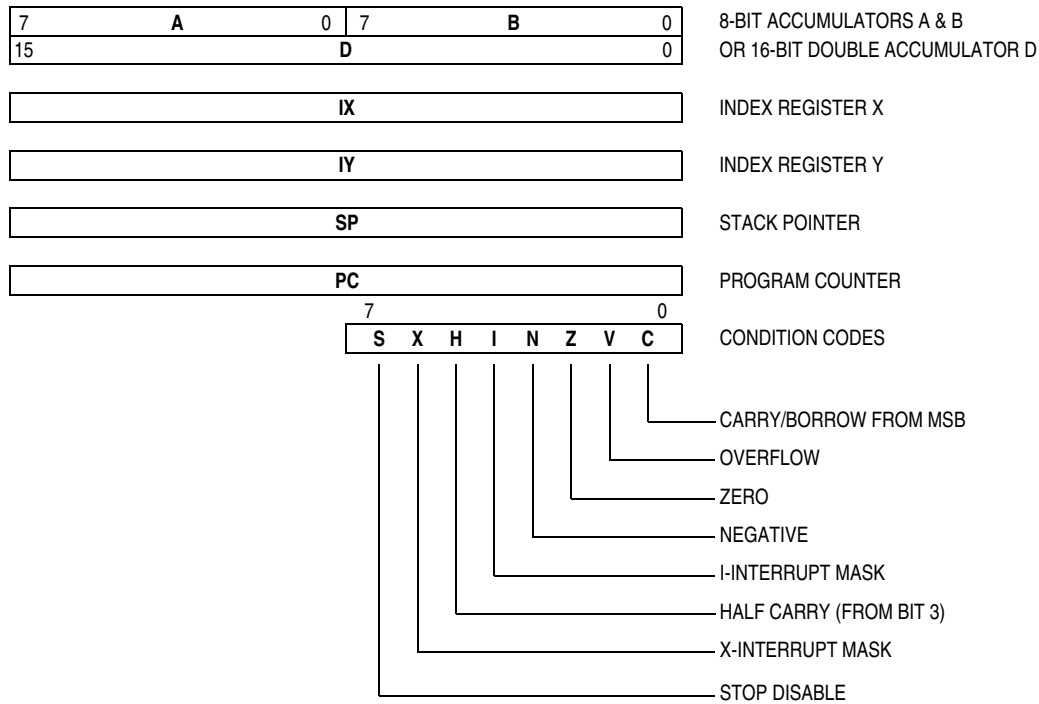 7 A 0 7 B 0 8-BIT ACCUMULATORS A & B
15 D 0 OR 16-BIT DOUBLE ACCUMULATOR D
IX INDEX REGISTER X
IY INDEX REGISTER Y
SP STACK POINTER
PC PROGRAM COUNTER
7 0
S X H I N Z V C CONDITION CODES
CARRY/BORROW FROM MSB
OVERFLOW
ZERO
NEGATIVE
I-INTERRUPT MASK
HALF CARRY (FROM BIT 3)
X-INTERRUPT MASK
STOP DISABLE